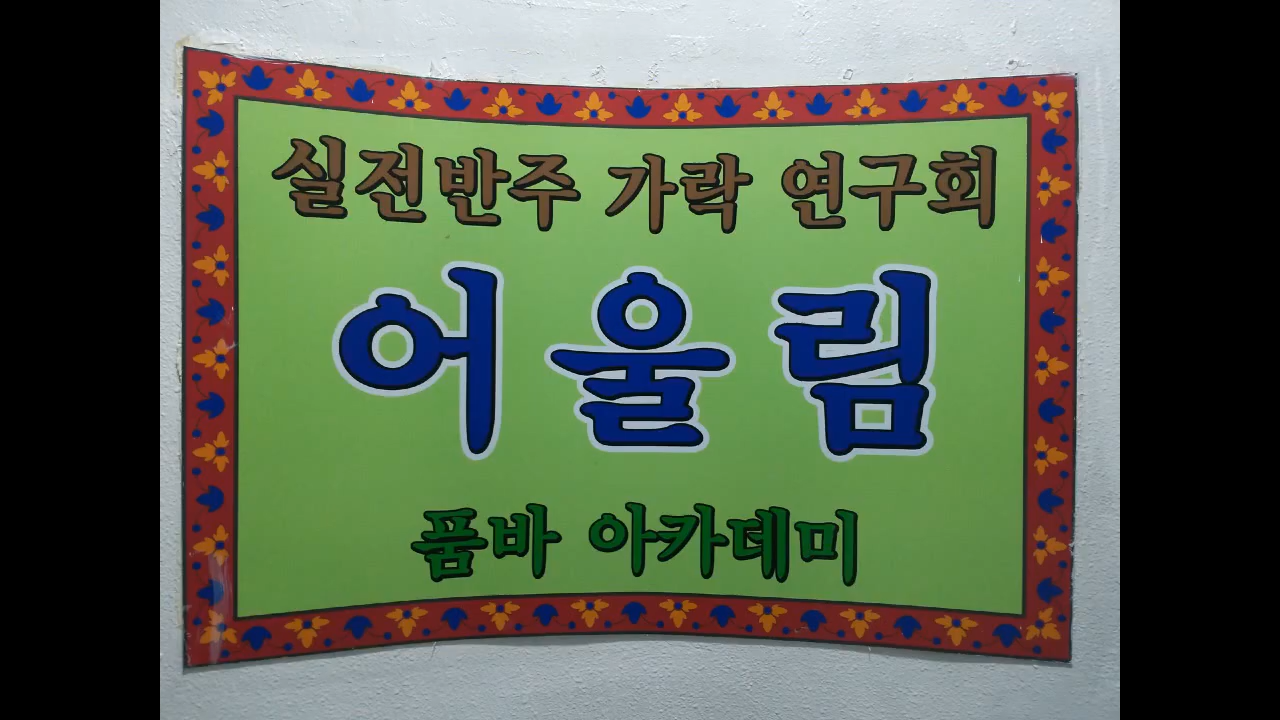 실전반주 가락 연구회
어울림
품바 아카데미